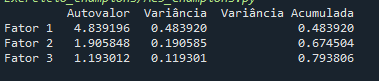 Autovalor Variância Variância Acumulada
Fator 1 4.839196 0.483920 0.483920
Fator 2 1.905848 0.190585 0.674504
Fator 3 1.193012 0.119301 0.793806